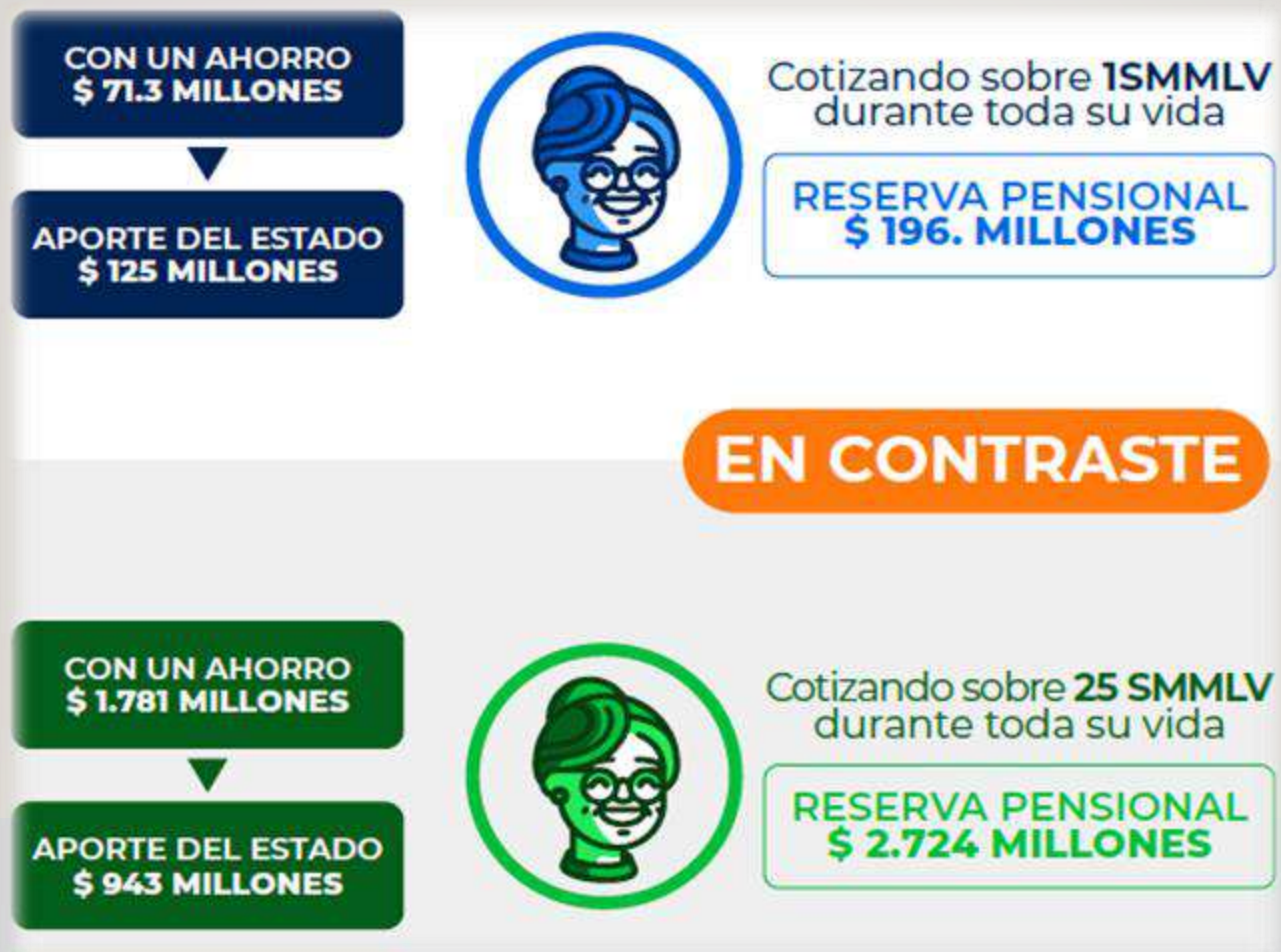 CON UN AHORRO
$ 71.3 MILLONES
APORTE DEL ESTADO
$ 125 MILLONES
Cotizando sobre 1SMMLV
durante toda su vida
RESERVA PENSIONAL
$ 196. MILLONES
EN CONTRASTE
CON UN AHORRO
$ 1.781 MILLONES
APORTE DEL ESTADO
$ 943 MILLONES
Cotizando sobre 25 SMMLV
durante toda su vida
RESERVA PENSIONAL
$ 2.724 MILLONES